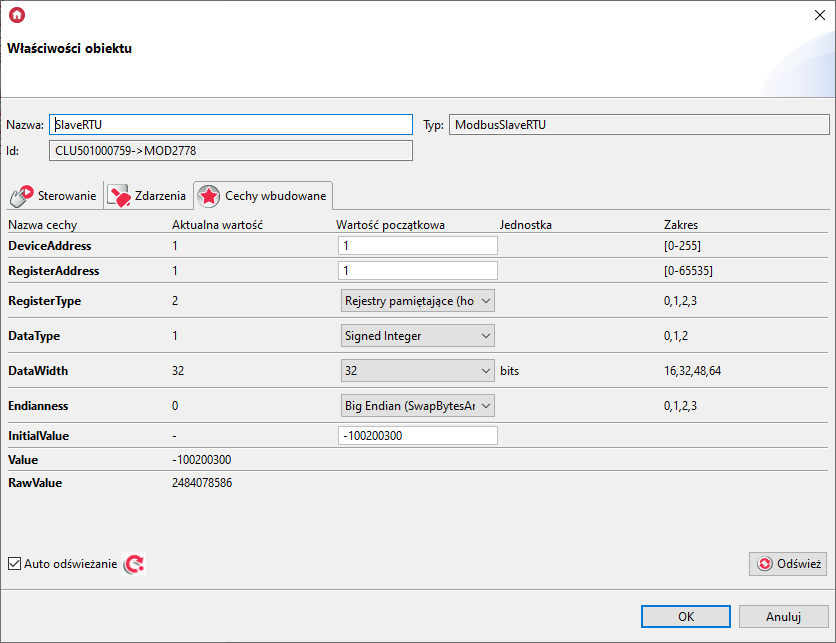 Właściwości obiektu
Nazwa: SlaveRTU Typ: ModbusSlaveRTU
Id: CLU501000759->MOD2778
Sterowanie Zdarzenia Cechy wbudowane
Nazwa cechy Aktualna wartość Wartość początkowa Jednostka Zakres
DeviceAddress 1 1 [0-255]
RegisterAddress 1 1 [0-65535]
RegisterType 2 Rejestry pamiętające (ho 0,1,2,3
DataType 1 Signed Integer 0,1,2
DataWidth 32 32 bits 16,32,48,64
Endianness 0 Big Endian (SwapBytesAr 0,1,2,3
InitialValue - -100200300
Value -100200300
RawValue 2484078586
Auto odświeżanie Odśwież
OK Anuluj